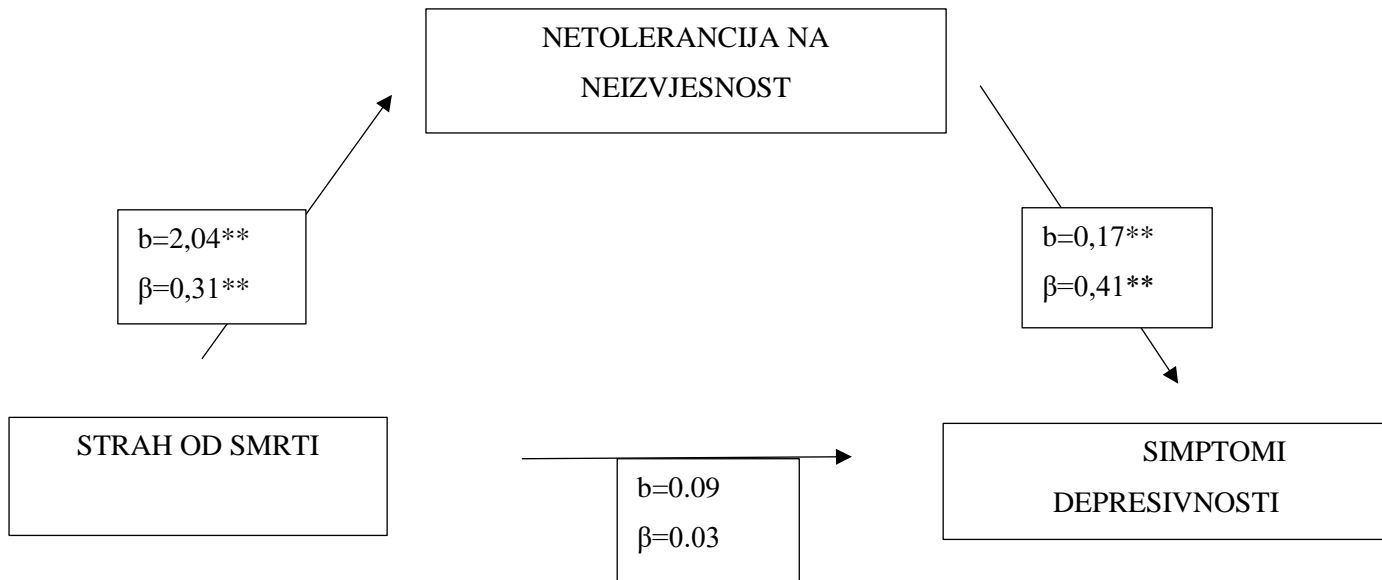 NETOLERANCIJA NA
NEIZVJESNOST
b=2,04**
β=0,31**
b=0,17**
β=0,41**
STRAH OD SMRTI
b=0.09
β=0.03
SIMPTOMI
DEPRESIVNOSTI